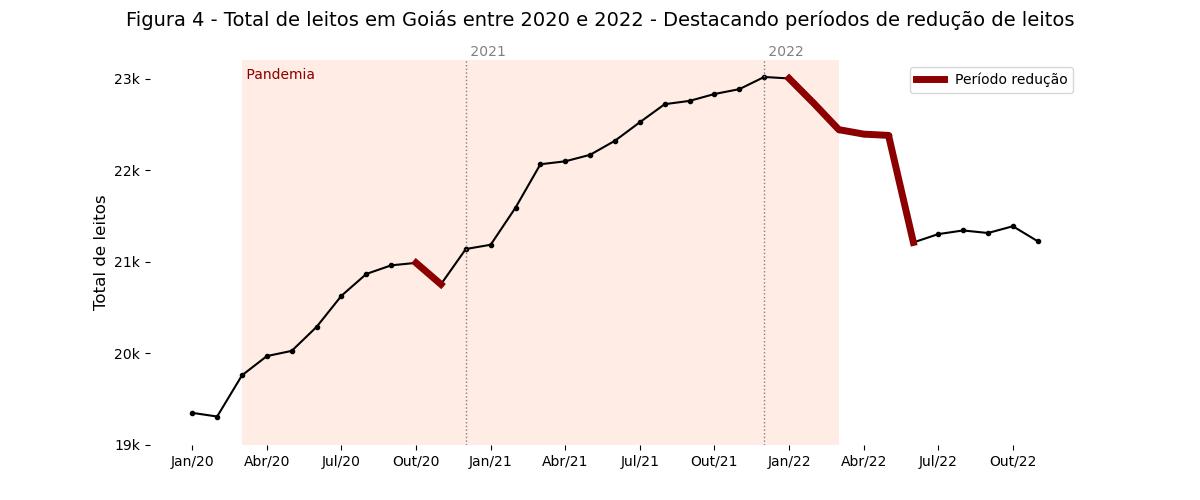 Figura 4 - Total de leitos em Goiás entre 2020 e 2022 - Destacando períodos de redução de leitos
2021
2022
Pandemia
Período redução
Total de leitos
23k
22k
21k
20k
19k
Jan/20
Abr/20
Jul/20
Out/20
Jan/21
Abr/21
Jul/21
Out/21
Jan/22
Abr/22
Jul/22
Out/22